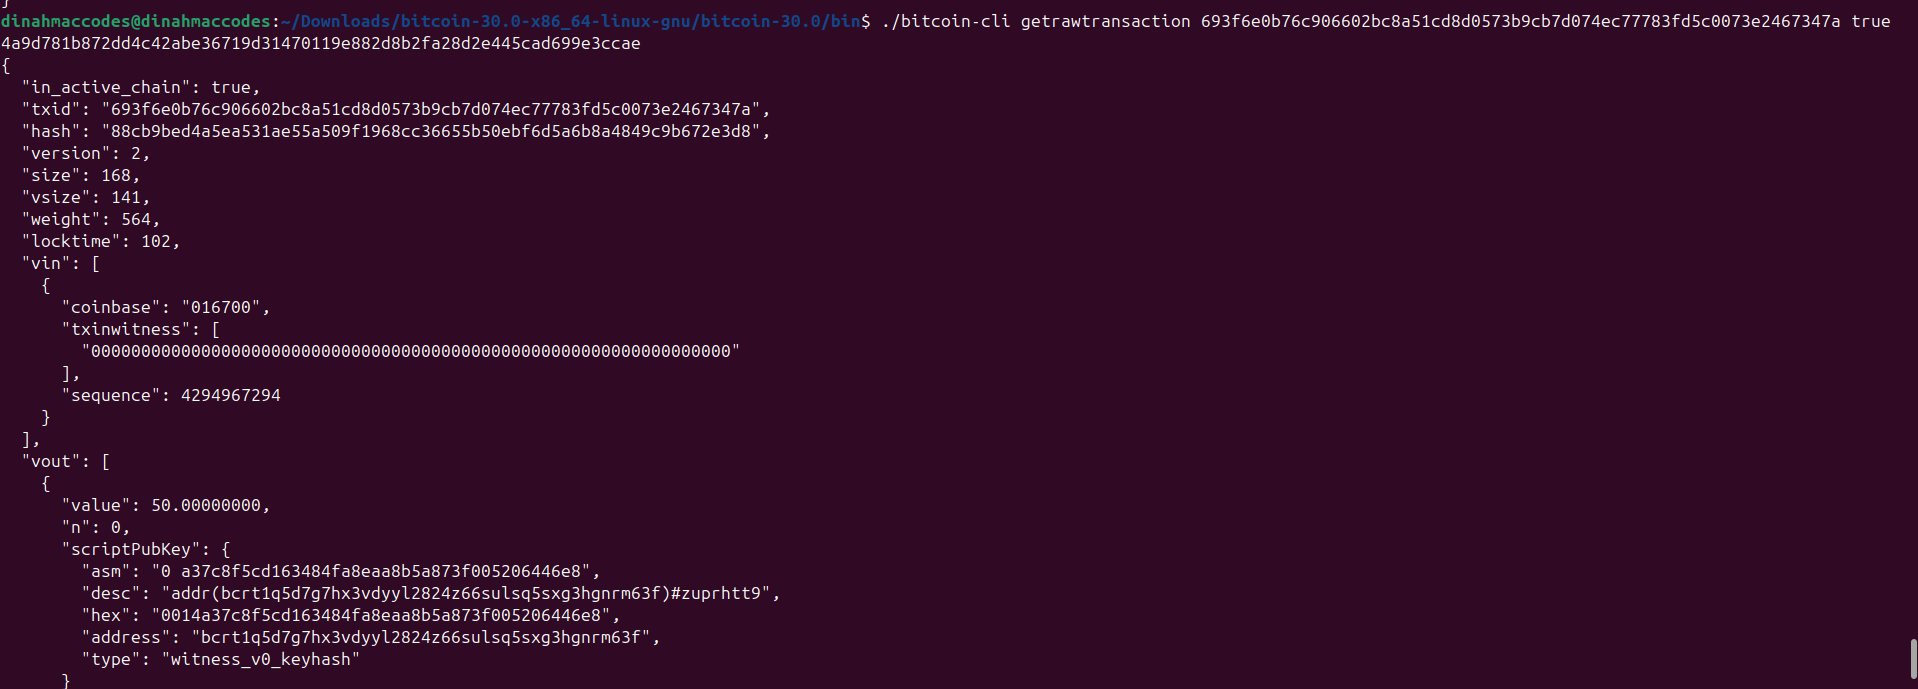 }
dinahmaccodes@dinahmaccodes:~/Downloads/bitcoin-30.0-x86_64-linux-gnu/bitcoin-30.0/bin$ ./bitcoin-cli getrawtransaction 693f6e0b76c906602bc8a51cd8d0573b9cb7d074ec77783fd5c0073e2467347a true
4a9d781b872dd4c42abe36719d31470119e882d8b2fa28d2e445cad699e3ccae
{
  "in_active_chain": true,
  "txid": "693f6e0b76c906602bc8a51cd8d0573b9cb7d074ec77783fd5c0073e2467347a",
  "hash": "88cb9bed4a5ea531ae55a509f1968cc36655b50ebf6d5a6b8a4849c9b672e3d8",
  "version": 2,
  "size": 168,
  "vsize": 141,
  "weight": 564,
  "locktime": 102,
  "vin": [
    {
      "coinbase": "016700",
      "txinwitness": [
        "0000000000000000000000000000000000000000000000000000000000000000"
      ],
      "sequence": 4294967294
    }
  ],
  "vout": [
    {
      "value": 50.00000000,
      "n": 0,
      "scriptPubKey": {
        "asm": "0 a37c8f5cd163484fa8eaa8b5a873f005206446e8",
        "desc": "addr(bcrt1q5d7g7hx3vdyyl2824z66sulsq5sxg3hgnrm63f)#zuprhtt9",
        "hex": "0014a37c8f5cd163484fa8eaa8b5a873f005206446e8",
        "address": "bcrt1q5d7g7hx3vdyyl2824z66sulsq5sxg3hgnrm63f",
        "type": "witness_v0_keyhash"
      }